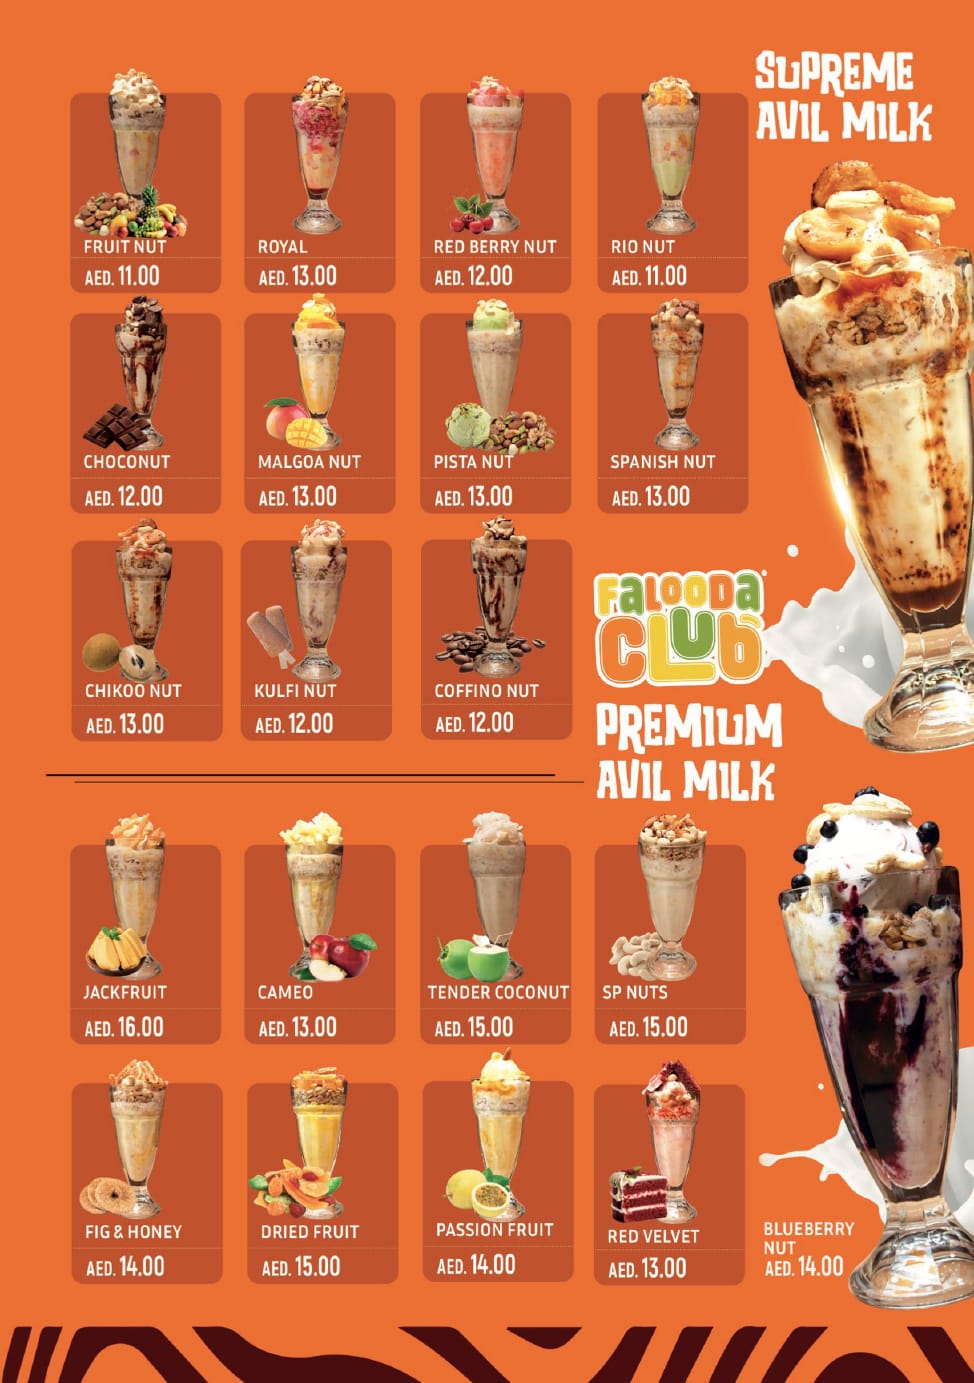 SUPREME
AVIL MILK
FRUIT NUT
AED. 11.00
ROYAL
AED. 13.00
RED BERRY NUT
AED. 12.00
RIO NUT
AED. 11.00
CHOCONUT
AED. 12.00
MALGOA NUT
AED. 13.00
PISTA NUT
AED. 13.00
SPANISH NUT
AED. 13.00
CHIKOO NUT
AED. 13.00
KULFI NUT
AED. 12.00
COFFINO NUT
AED. 12.00
FALOODA
CLUB
PREMIUM
AVIL MILK
JACKFRUIT
AED. 16.00
CAMEO
AED. 13.00
TENDER COCONUT
AED. 15.00
SP NUTS
AED. 15.00
FIG & HONEY
AED. 14.00
DRIED FRUIT
AED. 15.00
PASSION FRUIT
AED. 14.00
RED VELVET
AED. 13.00
BLUEBERRY
NUT
AED. 14.00